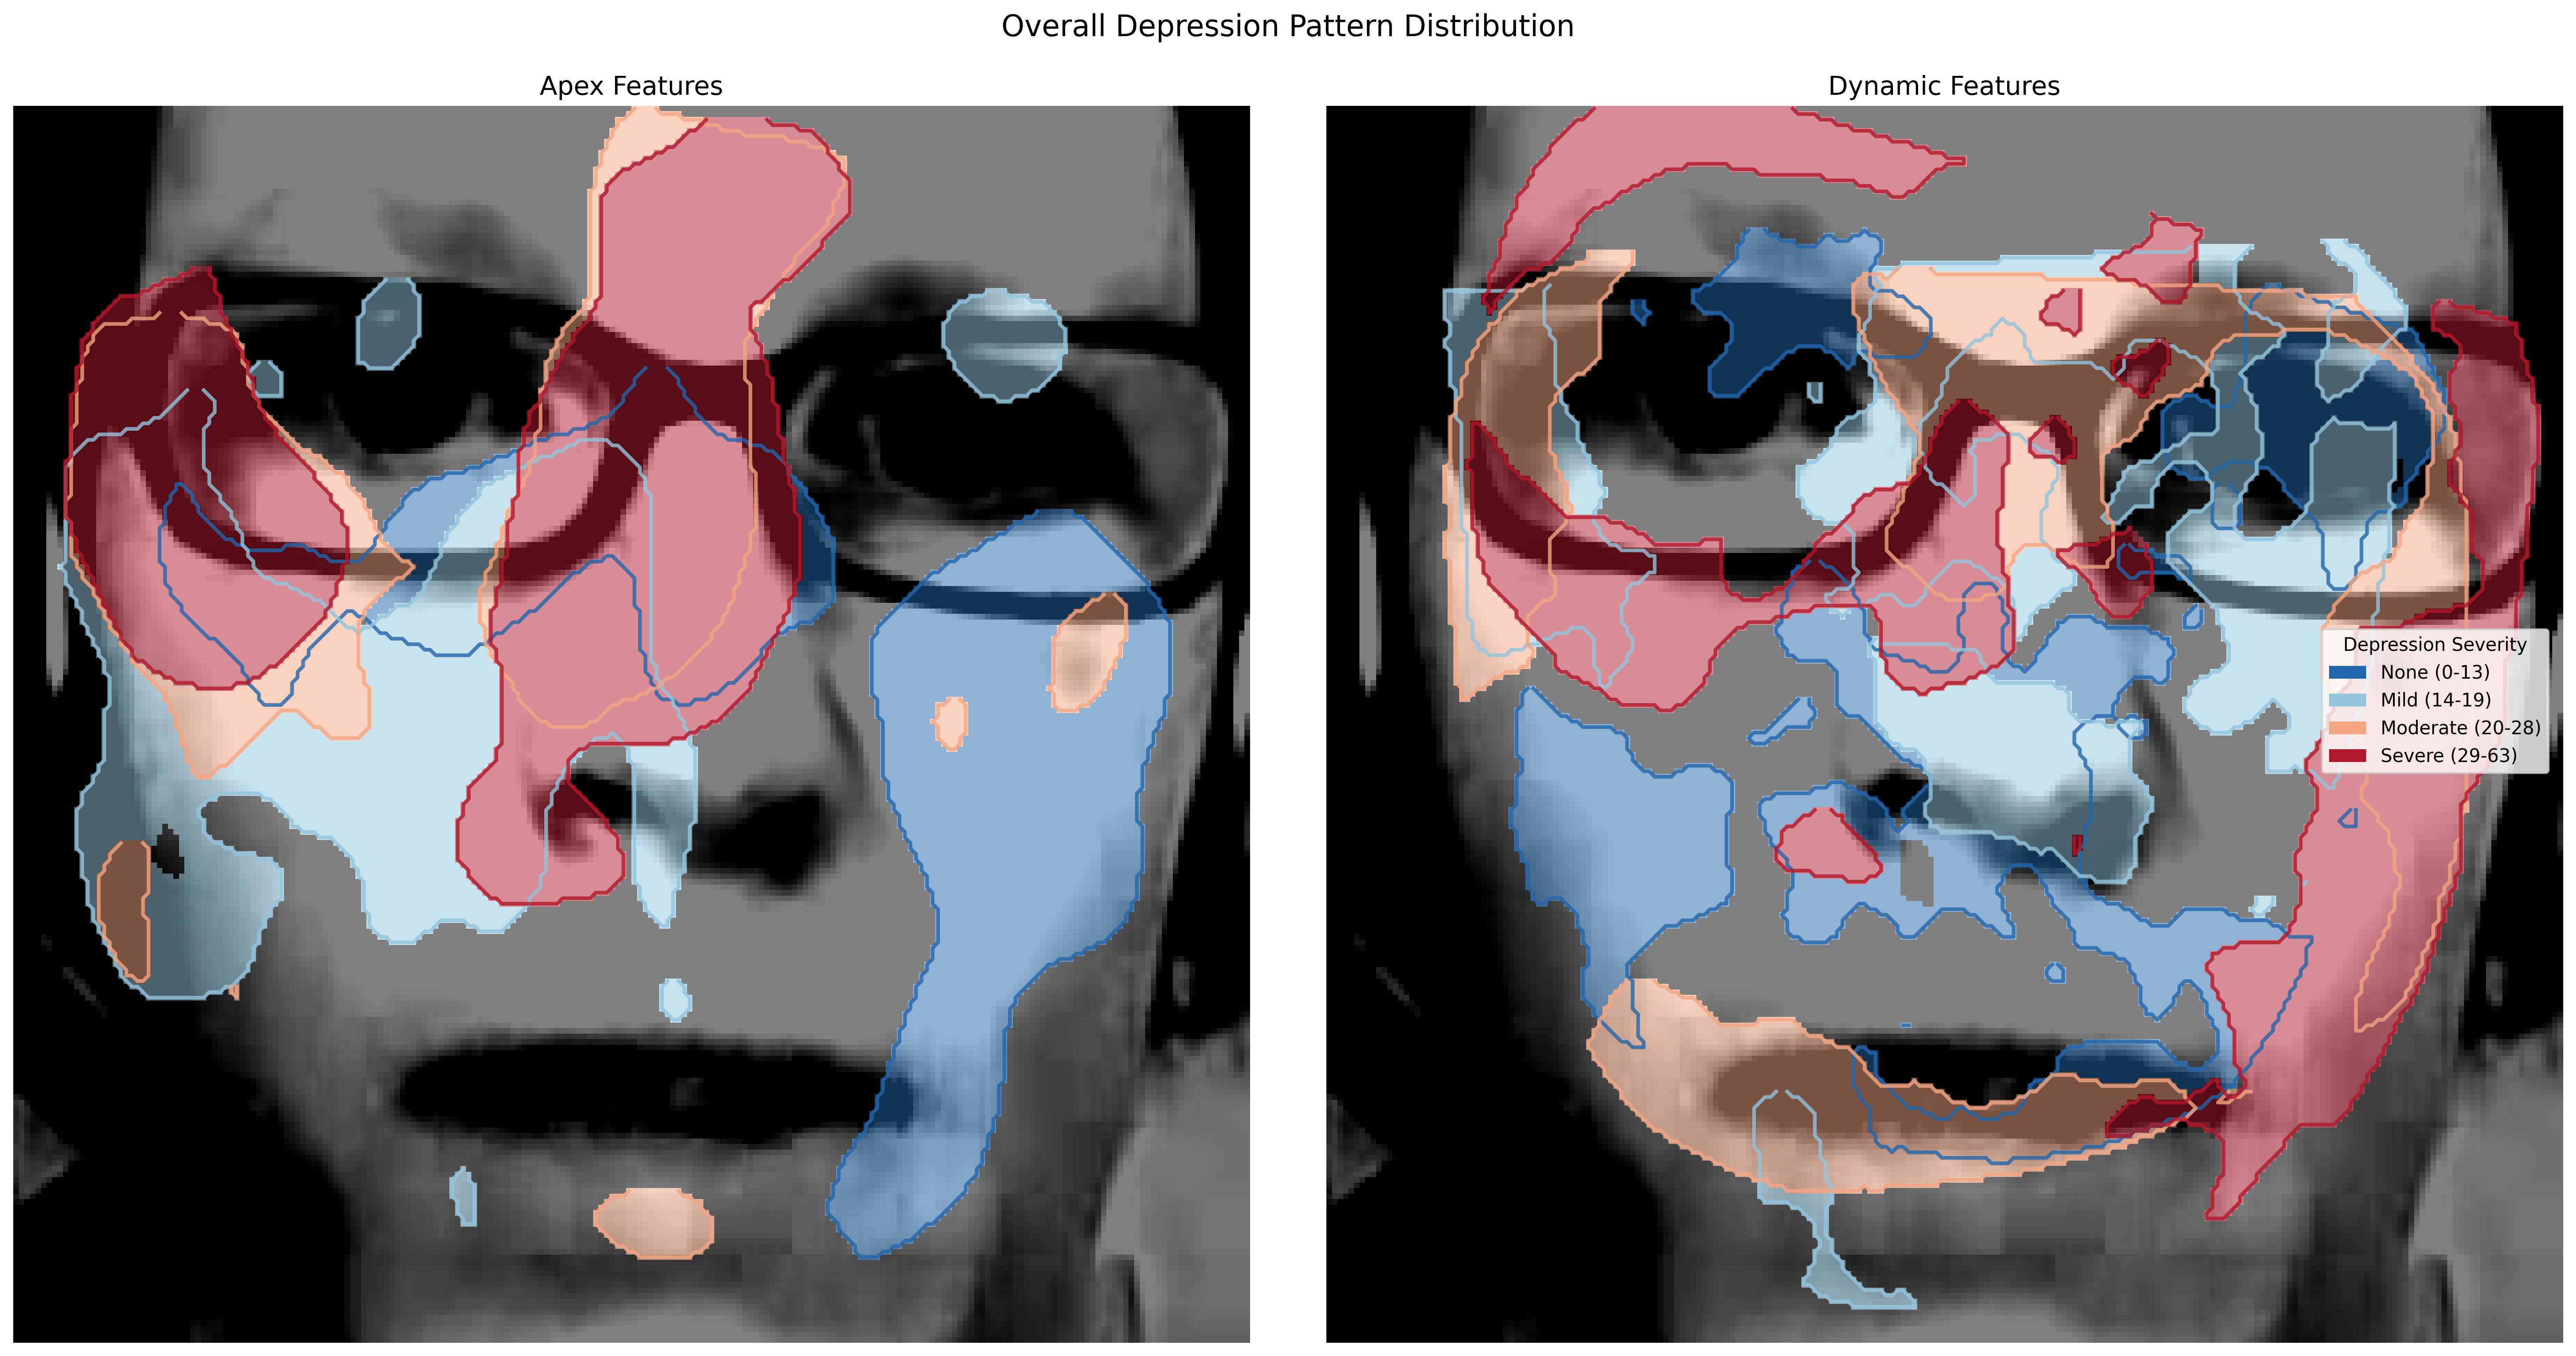 Overall Depression Pattern Distribution
Apex Features
Dynamic Features
Depression Severity
None (0-13)
Mild (14-19)
Moderate (20-28)
Severe (29-63)